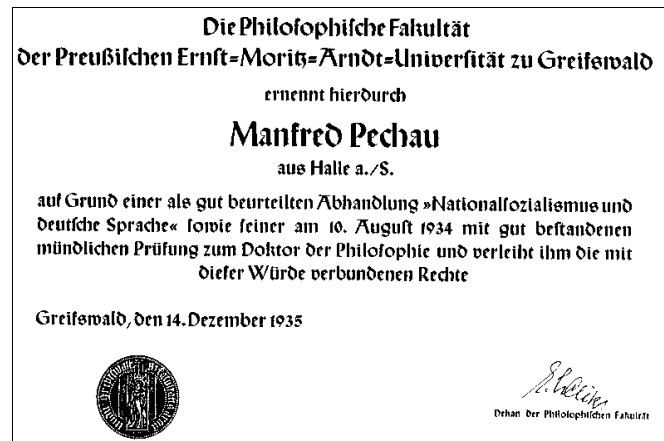 Die Philoſophiſche Fakultät
der Preußiſchen Ernſt=Moritz=Arndt=Univerſität zu Greifswald
ernennt hierdurch
Manfred Pechau
aus Halle a./S.
auf Grund einer als gut beurteilten Abhandlung »Nationalſozialismus und
deutſche Sprache« ſowie ſeiner am 10. Auguſt 1934 mit gut beſtandenen
mündlichen Prüfung zum Doktor der Philoſophie und verleiht ihm die mit
dieſer Würde verbundenen Rechte
Greifswald, den 14. Dezember 1935
Dekan der Philoſophiſchen Fakultät